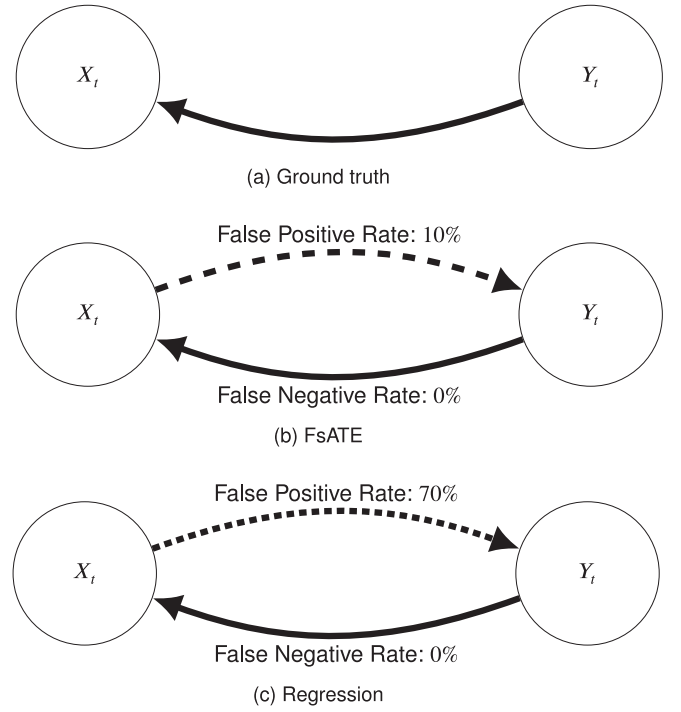 X_t Y_t
(a) Ground truth
False Positive Rate: 10%
X_t Y_t
False Negative Rate: 0%
(b) FsATE
False Positive Rate: 70%
X_t Y_t
False Negative Rate: 0%
(c) Regression